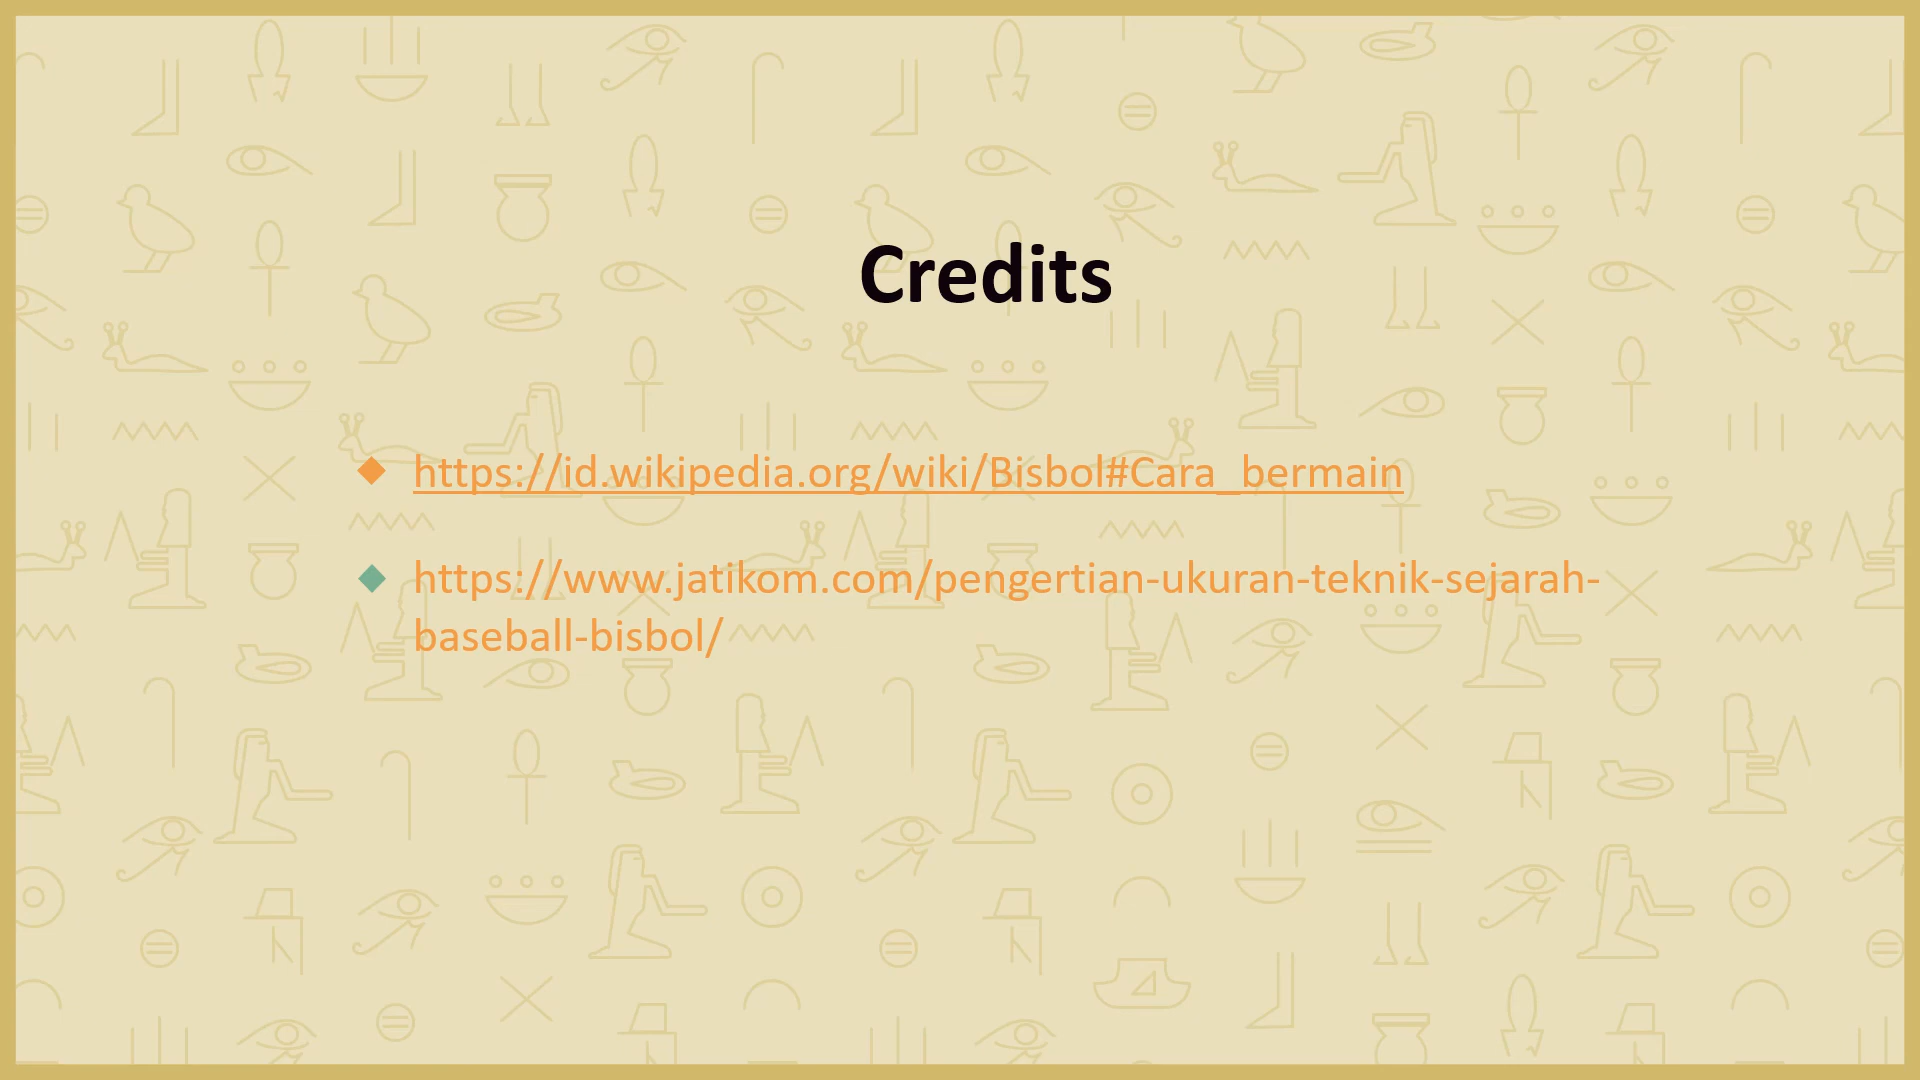 Credits
https://id.wikipedia.org/wiki/Bisbol#Cara_bermain
https://www.jatikom.com/pengertian-ukuran-teknik-sejarah-
baseball-bisbol/